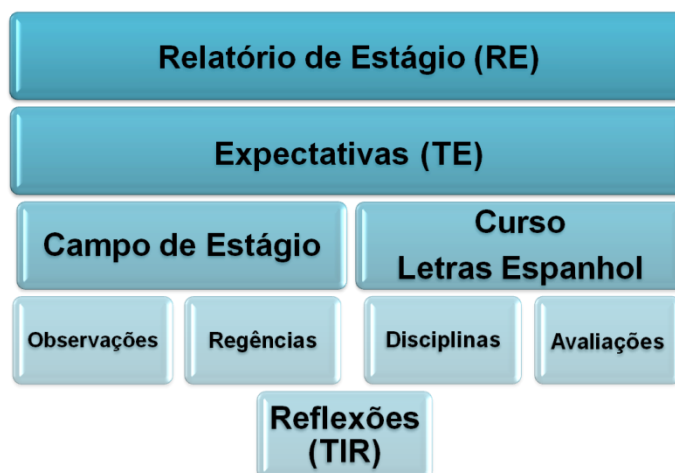 Relatório de Estágio (RE)
Expectativas (TE)
Campo de Estágio
Curso
Letras Espanhol
Observações
Regências
Disciplinas
Avaliações
Reflexões
(TIR)